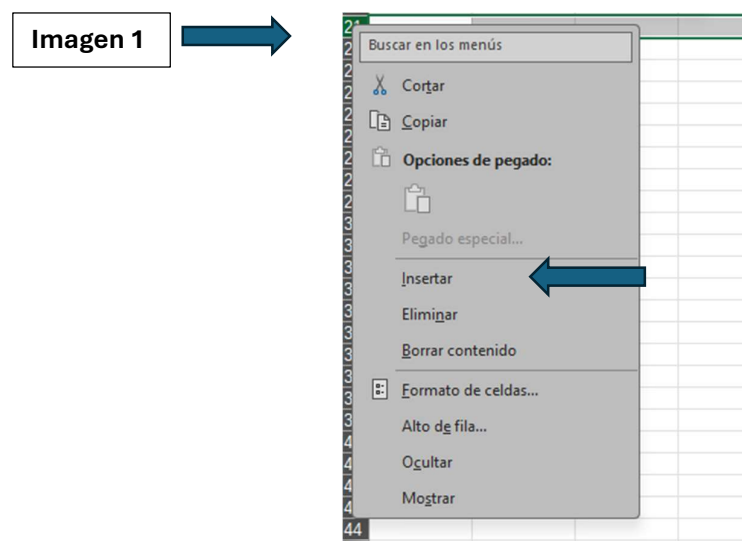 Imagen 1
21
Buscar en los menús
Cortar
Copiar
Opciones de pegado:
Pegado especial...
Insertar
Eliminar
Borrar contenido
Formato de celdas...
Alto de fila...
Ocultar
Mostrar
44